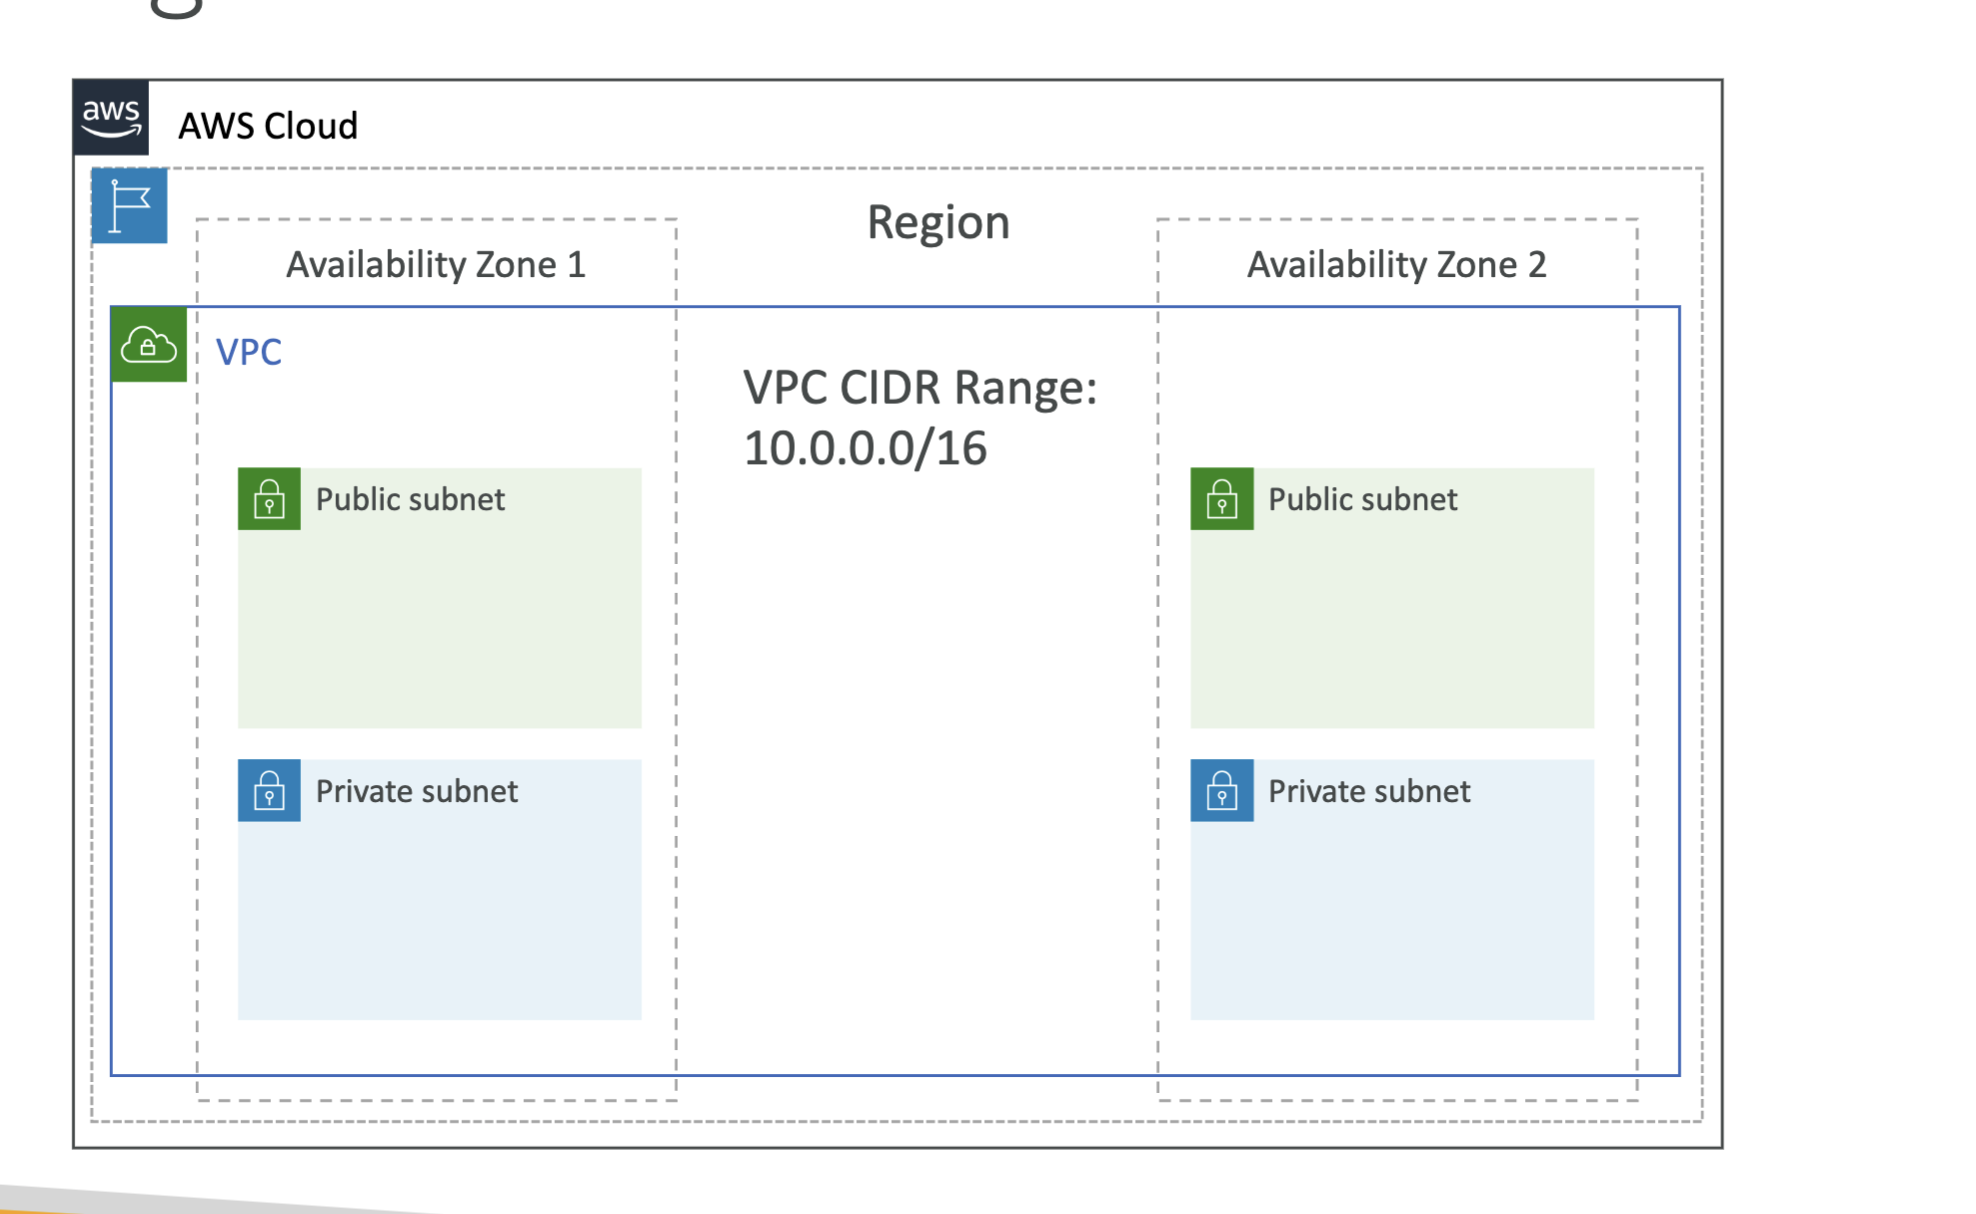 aws
AWS Cloud
Region
Availability Zone 1
Availability Zone 2
VPC
VPC CIDR Range:
10.0.0.0/16
Public subnet
Public subnet
Private subnet
Private subnet